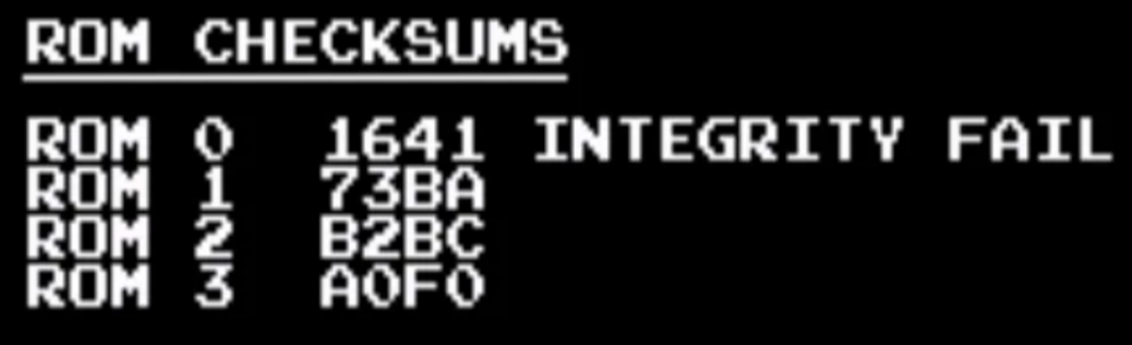 ROM CHECKSUMS
ROM 0 1641 INTEGRITY FAIL
ROM 1 73BA
ROM 2 B2BC
ROM 3 A0F0